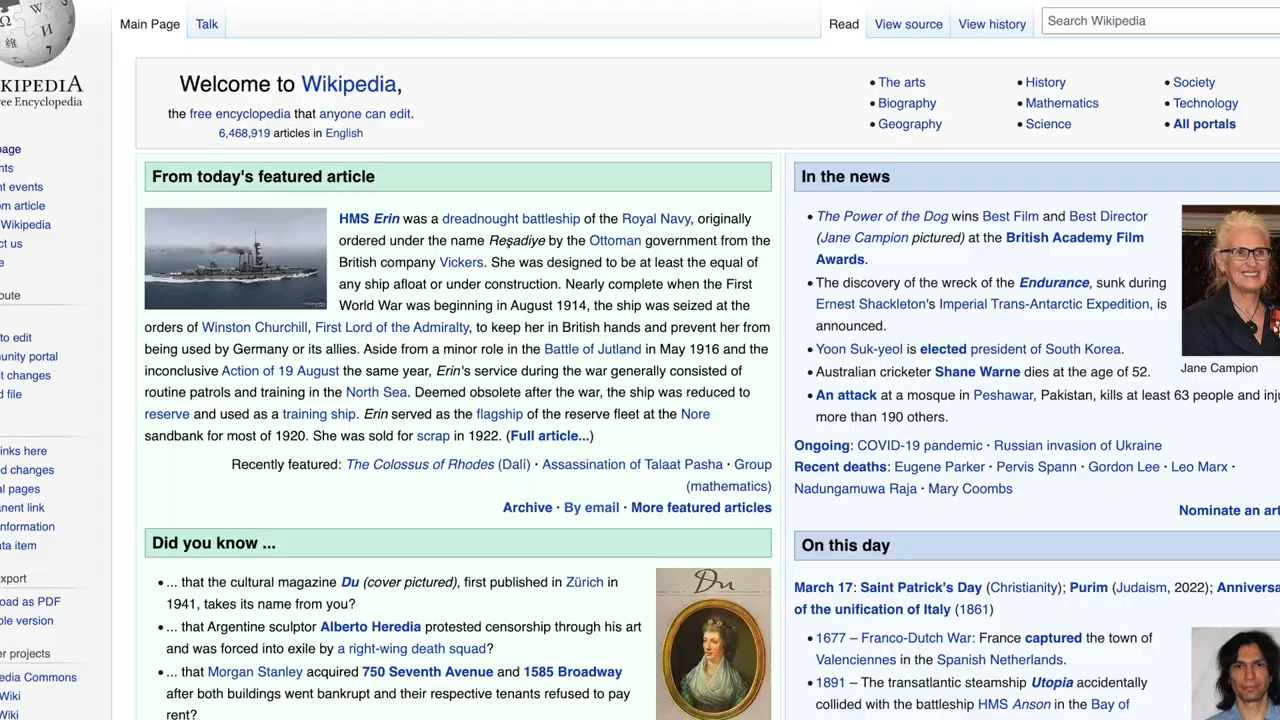 Main Page
Talk
Read
View source
View history
Search Wikipedia
Ω
W
И
維
7
KIPEDIA
ree Encyclopedia
page
nts
nt events
om article
Wikipedia
ct us
e
oute
to edit
unity portal
t changes
d file
inks here
d changes
al pages
anent link
information
ata item
export
load as PDF
ble version
er projects
edia Commons
Wiki
Wiki
Welcome to Wikipedia,
the free encyclopedia that anyone can edit.
6,468,919 articles in English
• The arts
• Biography
• Geography
• History
• Mathematics
• Science
• Society
• Technology
• All portals
From today's featured article
HMS Erin was a dreadnought battleship of the Royal Navy, originally
ordered under the name Reşadiye by the Ottoman government from the
British company Vickers. She was designed to be at least the equal of
any ship afloat or under construction. Nearly complete when the First
World War was beginning in August 1914, the ship was seized at the
orders of Winston Churchill, First Lord of the Admiralty, to keep her in British hands and prevent her from
being used by Germany or its allies. Aside from a minor role in the Battle of Jutland in May 1916 and the
inconclusive Action of 19 August the same year, Erin's service during the war generally consisted of
routine patrols and training in the North Sea. Deemed obsolete after the war, the ship was reduced to
reserve and used as a training ship. Erin served as the flagship of the reserve fleet at the Nore
sandbank for most of 1920. She was sold for scrap in 1922. (Full article...)
Recently featured: The Colossus of Rhodes (Dalí) · Assassination of Talaat Pasha · Group
(mathematics)
Archive · By email · More featured articles
Did you know ...
• ... that the cultural magazine Du (cover pictured), first published in Zürich in
1941, takes its name from you?
• ... that Argentine sculptor Alberto Heredia protested censorship through his art
and was forced into exile by a right-wing death squad?
• ... that Morgan Stanley acquired 750 Seventh Avenue and 1585 Broadway
after both buildings went bankrupt and their respective tenants refused to pay
rent?
Du
In the news
• The Power of the Dog wins Best Film and Best Director
(Jane Campion pictured) at the British Academy Film
Awards.
• The discovery of the wreck of the Endurance, sunk during
Ernest Shackleton's Imperial Trans-Antarctic Expedition, is
announced.
• Yoon Suk-yeol is elected president of South Korea.
• Australian cricketer Shane Warne dies at the age of 52.
• An attack at a mosque in Peshawar, Pakistan, kills at least 63 people and inju
more than 190 others.
Jane Campion
Ongoing: COVID-19 pandemic · Russian invasion of Ukraine
Recent deaths: Eugene Parker · Pervis Spann · Gordon Lee · Leo Marx ·
Nadungamuwa Raja · Mary Coombs
Nominate an art
On this day
March 17: Saint Patrick's Day (Christianity); Purim (Judaism, 2022); Anniversa
of the unification of Italy (1861)
• 1677 – Franco-Dutch War: France captured the town of
Valenciennes in the Spanish Netherlands.
• 1891 – The transatlantic steamship Utopia accidentally
collided with the battleship HMS Anson in the Bay of